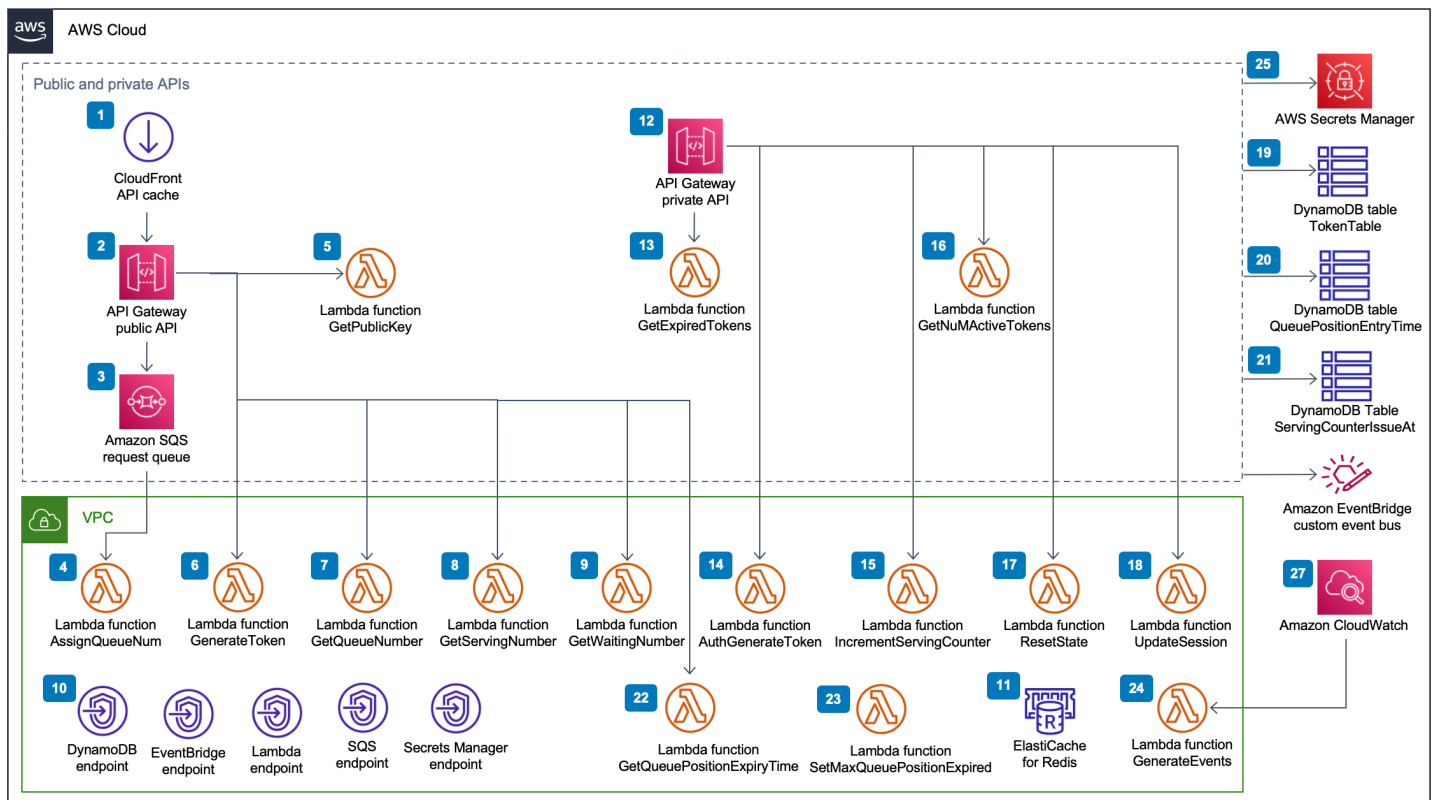 aws
AWS Cloud
Public and private APIs
1
CloudFront
API cache
2
API Gateway
public API
3
Amazon SQS
request queue
5
Lambda function
GetPublicKey
12
API Gateway
private API
13
Lambda function
GetExpiredTokens
16
Lambda function
GetNuMActiveTokens
25
AWS Secrets Manager
19
DynamoDB table
TokenTable
20
DynamoDB table
QueuePositionEntryTime
21
DynamoDB Table
ServingCounterIssueAt
Amazon EventBridge
custom event bus
27
Amazon CloudWatch
VPC
4
Lambda function
AssignQueueNum
6
Lambda function
GenerateToken
7
Lambda function
GetQueueNumber
8
Lambda function
GetServingNumber
9
Lambda function
GetWaitingNumber
14
Lambda function
AuthGenerateToken
15
Lambda function
IncrementServingCounter
17
Lambda function
ResetState
18
Lambda function
UpdateSession
10
DynamoDB
endpoint
EventBridge
endpoint
Lambda
endpoint
SQS
endpoint
Secrets Manager
endpoint
22
Lambda function
GetQueuePositionExpiryTime
23
Lambda function
SetMaxQueuePositionExpired
11
R
ElastiCache
for Redis
24
Lambda function
GenerateEvents